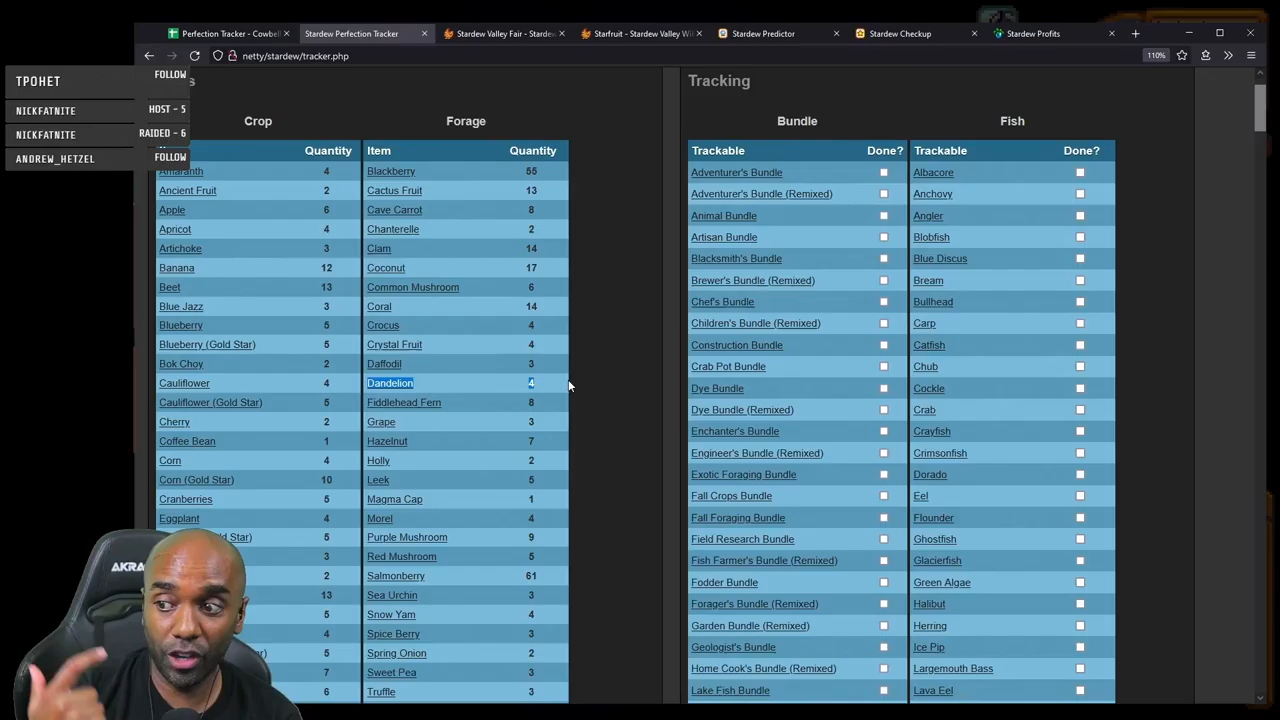 Perfection Tracker - Cowbell
Stardew Perfection Tracker
Stardew Valley Fair - Stardew
Starfruit - Stardew Valley Wi
Stardew Predictor
Stardew Checkup
Stardew Profits
netty/stardew/tracker.php
110%
TPOHET FOLLOW
NICKFATNITE HOST - 5
NICKFATNITE RAIDED - 6
ANDREW_HETZEL FOLLOW
Tracking
Crop
Forage
Bundle
Fish
Quantity
Item Quantity
Trackable Done?
Trackable Done?
Amaranth 4 Blackberry 55
Ancient Fruit 2 Cactus Fruit 13
Apple 6 Cave Carrot 8
Apricot 4 Chanterelle 2
Artichoke 3 Clam 14
Banana 12 Coconut 17
Beet 13 Common Mushroom 6
Blue Jazz 3 Coral 14
Blueberry 5 Crocus 4
Blueberry (Gold Star) 5 Crystal Fruit 4
Bok Choy 2 Daffodil 3
Cauliflower 4 Dandelion 4
Cauliflower (Gold Star) 5 Fiddlehead Fern 8
Cherry 2 Grape 3
Coffee Bean 1 Hazelnut 7
Corn 4 Holly 2
Corn (Gold Star) 10 Leek 5
Cranberries 5 Magma Cap 1
Eggplant 4 Morel 4
Star) 5 Purple Mushroom 9
3 Red Mushroom 5
2 Salmonberry 61
13 Sea Urchin 3
5 Snow Yam 4
4 Spice Berry 3
5 Spring Onion 2
7 Sweet Pea 3
6 Truffle 3
Adventurer's Bundle Albacore
Adventurer's Bundle (Remixed) Anchovy
Animal Bundle Angler
Artisan Bundle Blobfish
Blacksmith's Bundle Blue Discus
Brewer's Bundle (Remixed) Bream
Chef's Bundle Bullhead
Children's Bundle (Remixed) Carp
Construction Bundle Catfish
Crab Pot Bundle Chub
Dye Bundle Cockle
Dye Bundle (Remixed) Crab
Enchanter's Bundle Crayfish
Engineer's Bundle (Remixed) Crimsonfish
Exotic Foraging Bundle Dorado
Fall Crops Bundle Eel
Fall Foraging Bundle Flounder
Field Research Bundle Ghostfish
Fish Farmer's Bundle (Remixed) Glacierfish
Fodder Bundle Green Algae
Forager's Bundle (Remixed) Halibut
Garden Bundle (Remixed) Herring
Geologist's Bundle Ice Pip
Home Cook's Bundle (Remixed) Largemouth Bass
Lake Fish Bundle Lava Eel
AKRA